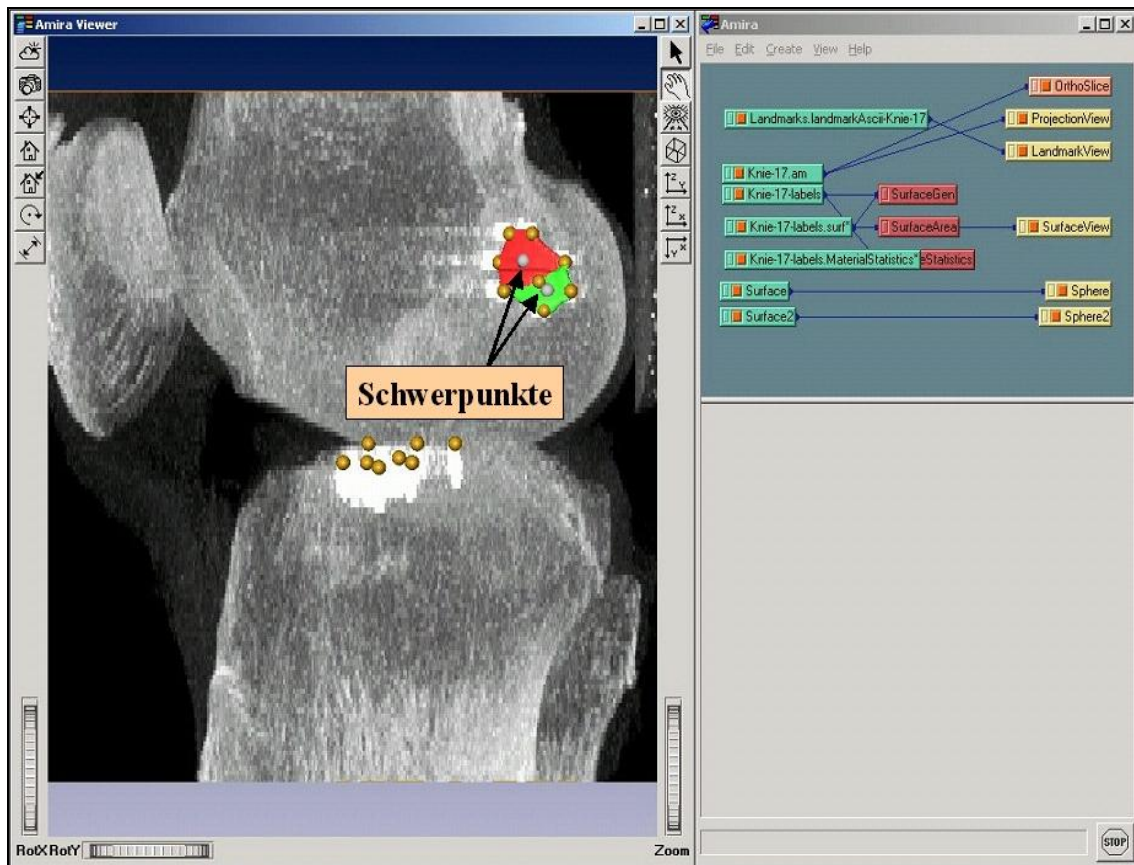 Amira Viewer
Schwerpunkte
RotX RotY
Zoom
Amira
File Edit Create View Help
OrthoSlice
Landmarks.landmarkAscii-Knie-17
ProjectionView
LandmarkView
Knie-17.am
Knie-17-labels
SurfaceGen
Knie-17-labels.surf*
SurfaceArea
SurfaceView
Knie-17-labels.MaterialStatistics*
eStatistics
Surface
Sphere
Surface2
Sphere2
STOP